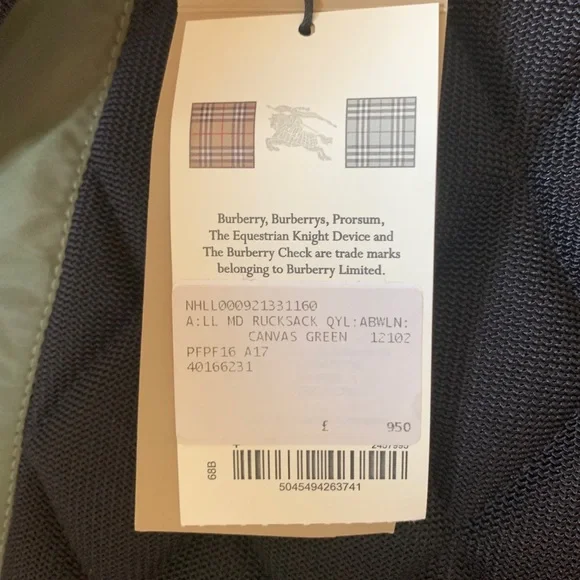 Burberry, Burberrys, Prorsum,
The Equestrian Knight Device and
The Burberry Check are trade marks
belonging to Burberry Limited.
NHLL000921331160
A:LL MD RUCKSACK QYL:ABWLN:
CANVAS GREEN 12102
PFPF16 A17
40166231
£ 950
68B
5045494263741